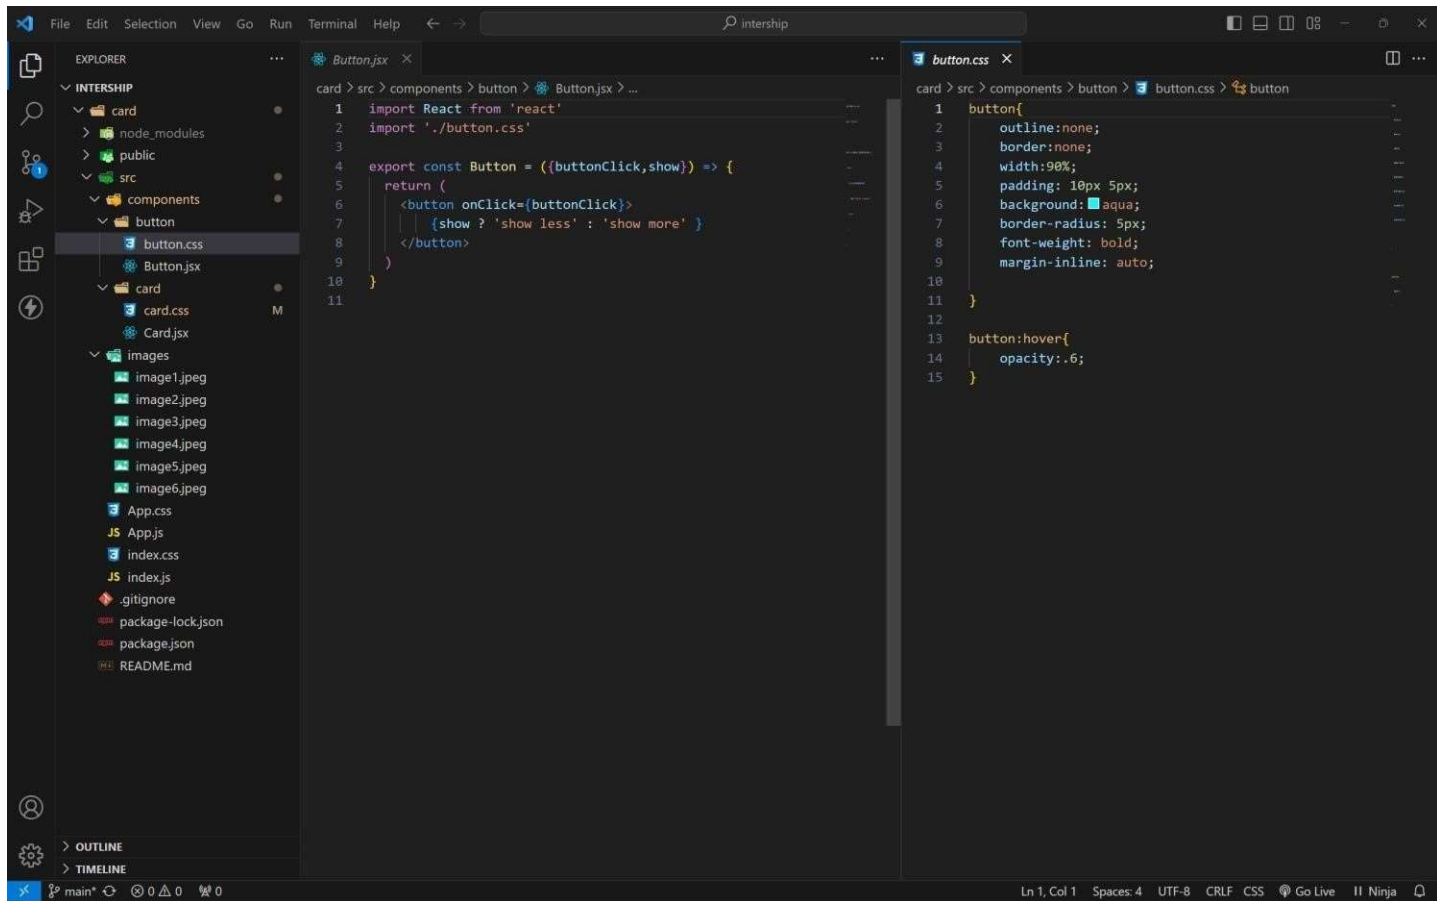 File Edit Selection View Go Run Terminal Help
intership
EXPLORER
INTERSHIP
card
node_modules
public
src
components
button
button.css
Button.jsx
card
card.css M
Card.jsx
images
image1.jpeg
image2.jpeg
image3.jpeg
image4.jpeg
image5.jpeg
image6.jpeg
App.css
JS App.js
index.css
JS index.js
.gitignore
package-lock.json
package.json
README.md
OUTLINE
TIMELINE
Button.jsx
card > src > components > button > Button.jsx > ...
1 import React from 'react'
2 import './button.css'
3
4 export const Button = ({buttonClick,show}) => {
5 return (
6 <button onClick={buttonClick}>
7 {show ? 'show less' : 'show more' }
8 </button>
9 )
10 }
11
button.css
card > src > components > button > button.css > button
1 button{
2 outline:none;
3 border:none;
4 width:90%;
5 padding: 10px 5px;
6 background:aqua;
7 border-radius: 5px;
8 font-weight: bold;
9 margin-inline: auto;
10
11 }
12
13 button:hover{
14 opacity:.6;
15 }
1
main* 0 0 0 Ln 1, Col 1 Spaces: 4 UTF-8 CRLF CSS Go Live Ninja